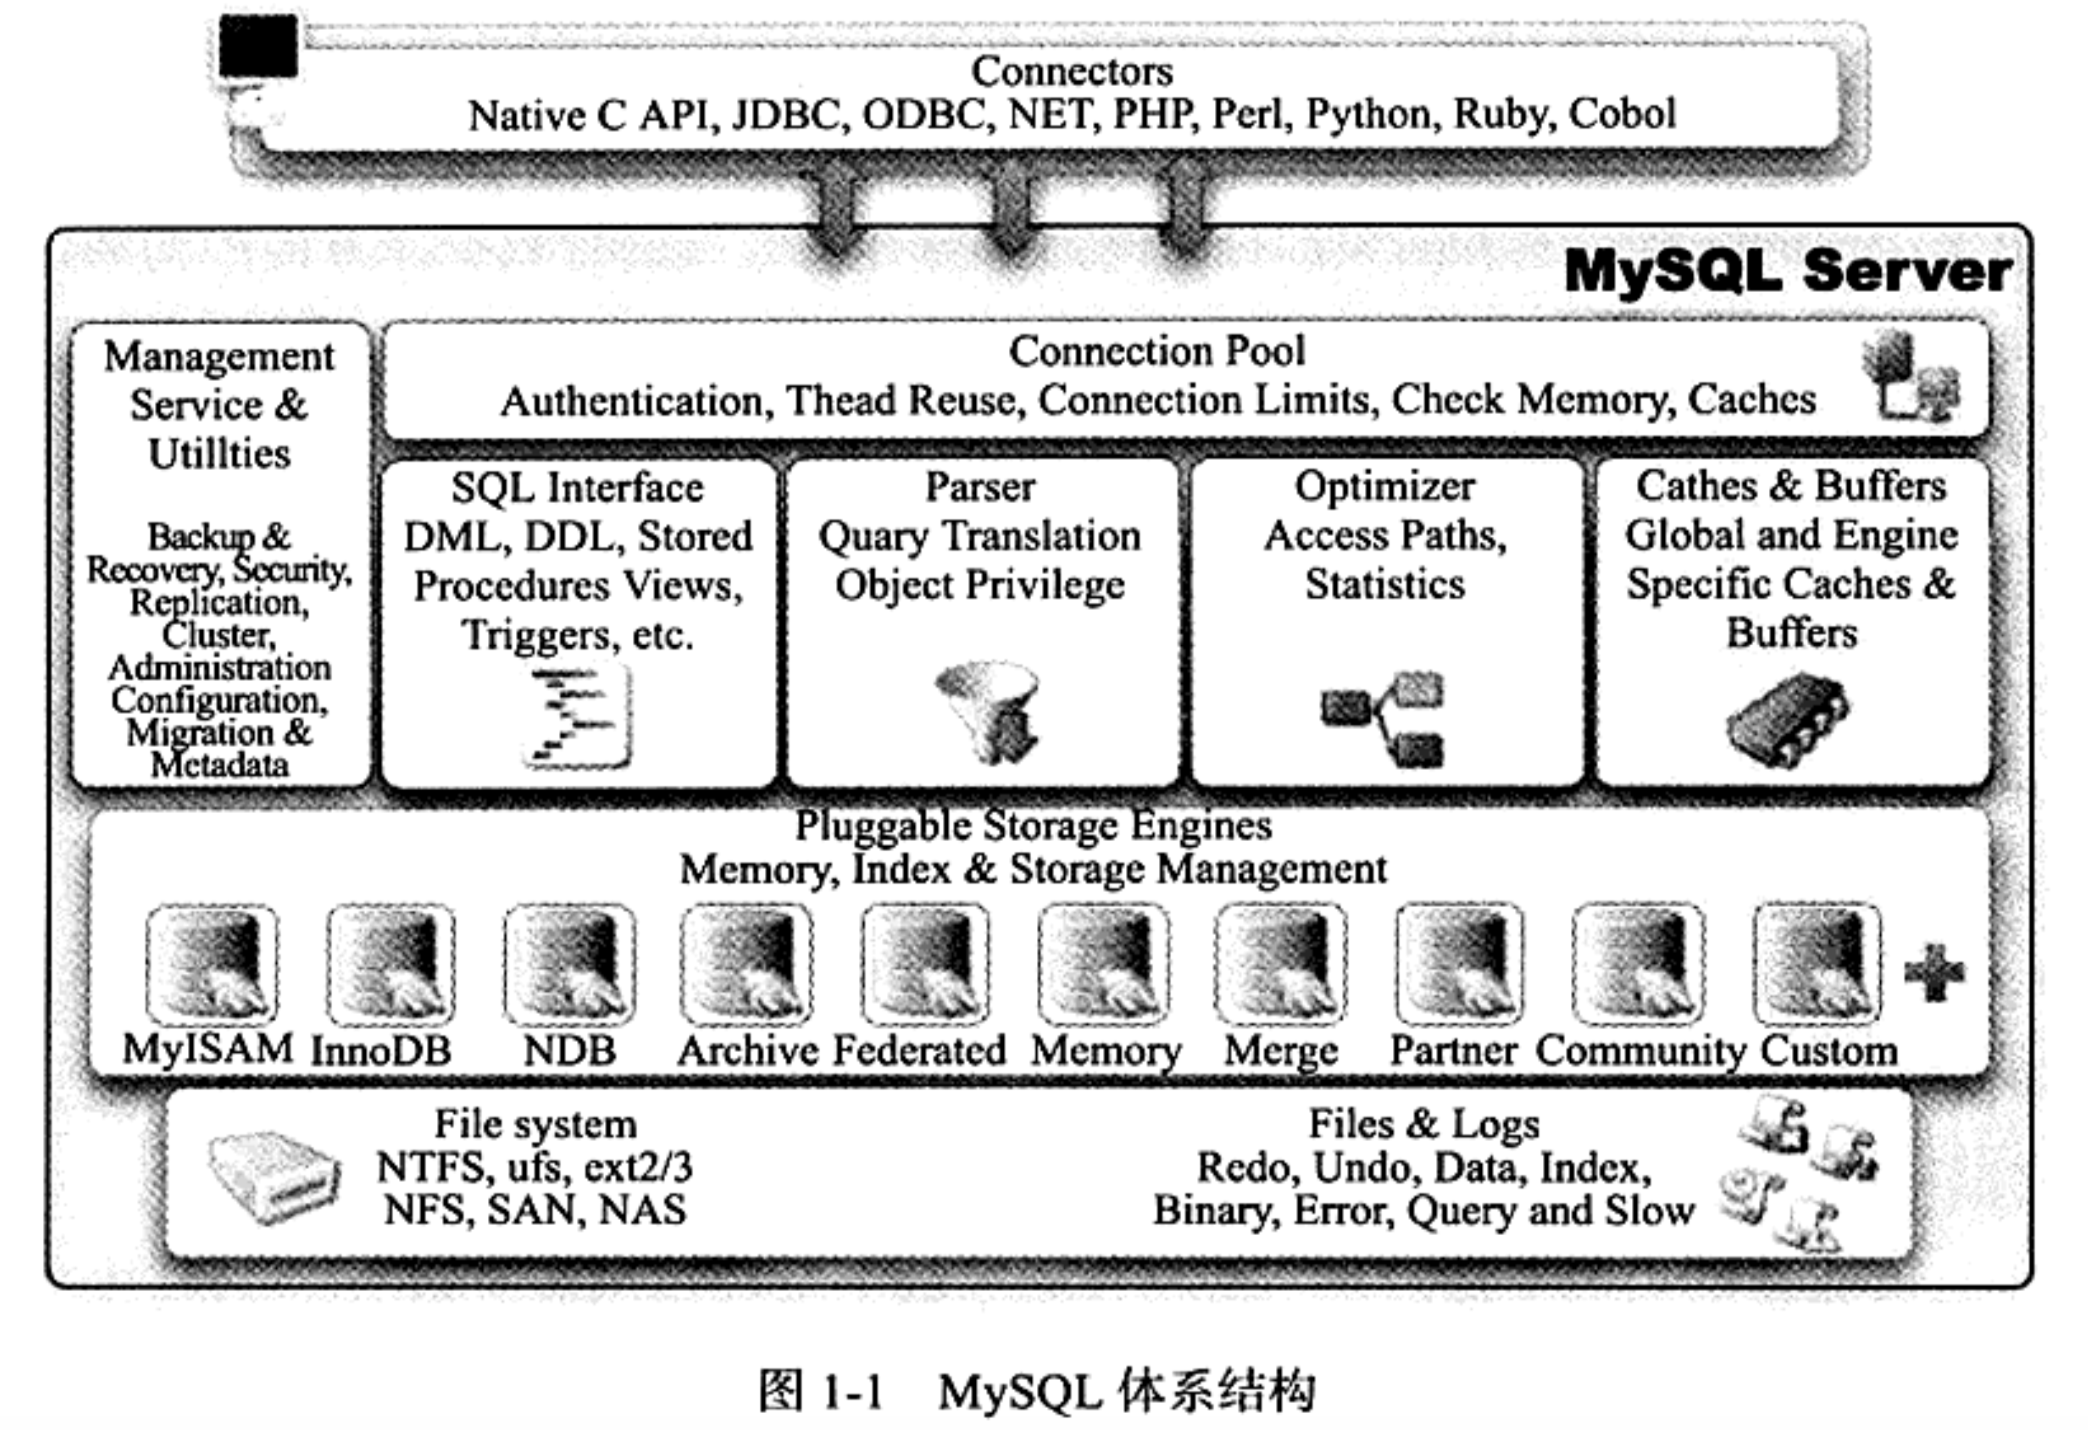 Connectors
Native C API, JDBC, ODBC, NET, PHP, Perl, Python, Ruby, Cobol
MySQL Server
Management
Service &
Utillties
Backup &
Recovery, Security,
Replication,
Cluster,
Administration
Configuration,
Migration &
Metadata
Connection Pool
Authentication, Thead Reuse, Connection Limits, Check Memory, Caches
SQL Interface
DML, DDL, Stored
Procedures Views,
Triggers, etc.
Parser
Quary Translation
Object Privilege
Optimizer
Access Paths,
Statistics
Cathes & Buffers
Global and Engine
Specific Caches &
Buffers
Pluggable Storage Engines
Memory, Index & Storage Management
MyISAM InnoDB NDB Archive Federated Memory Merge Partner Community Custom
File system
NTFS, ufs, ext2/3
NFS, SAN, NAS
Files & Logs
Redo, Undo, Data, Index,
Binary, Error, Query and Slow
图 1-1 MySQL 体系结构